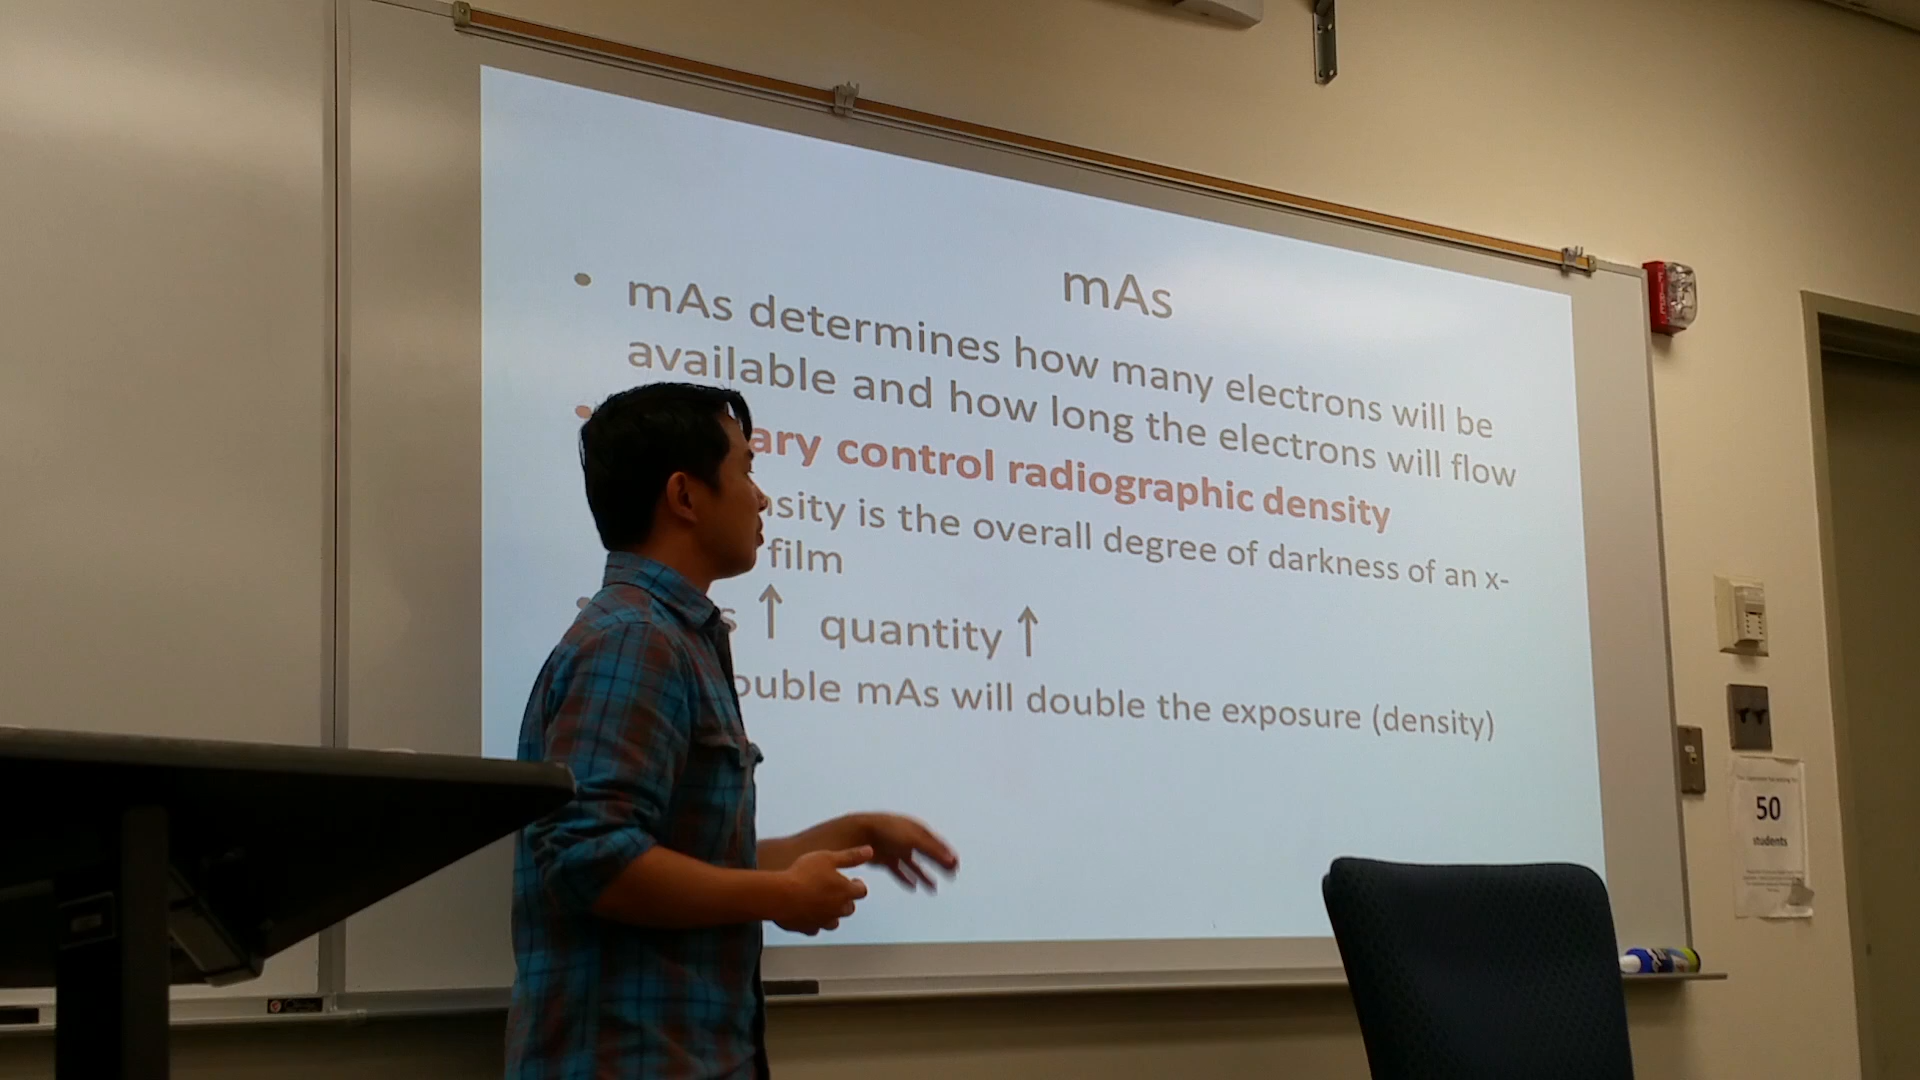 mAs
• mAs determines how many electrons will be
available and how long the electrons will flow
• ary control radiographic density
nsity is the overall degree of darkness of an x-
film
• s ↑ quantity ↑
ouble mAs will double the exposure (density)
50
students